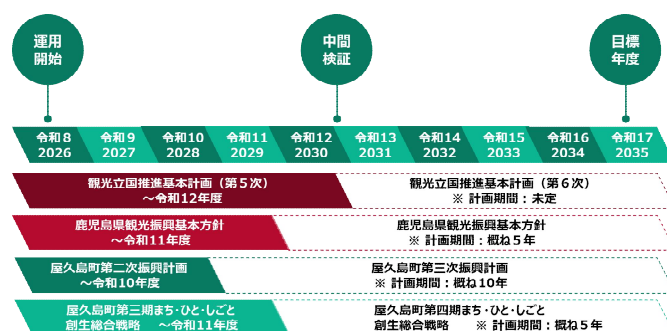 運用
開始
中間
検証
目標
年度
令和8 令和9 令和10 令和11 令和12 令和13 令和14 令和15 令和16 令和17
2026 2027 2028 2029 2030 2031 2032 2033 2034 2035
観光立国推進基本計画（第5次）
～令和12年度
観光立国推進基本計画（第6次）
※ 計画期間：未定
鹿児島県観光振興基本方針
～令和11年度
鹿児島県観光振興基本方針
※ 計画期間：概ね5年
屋久島町第二次振興計画
～令和10年度
屋久島町第三次振興計画
※ 計画期間：概ね10年
屋久島町第三期まち･ひと･しごと
創生総合戦略 ～令和11年度
屋久島町第四期まち･ひと･しごと
創生総合戦略 ※ 計画期間：概ね5年